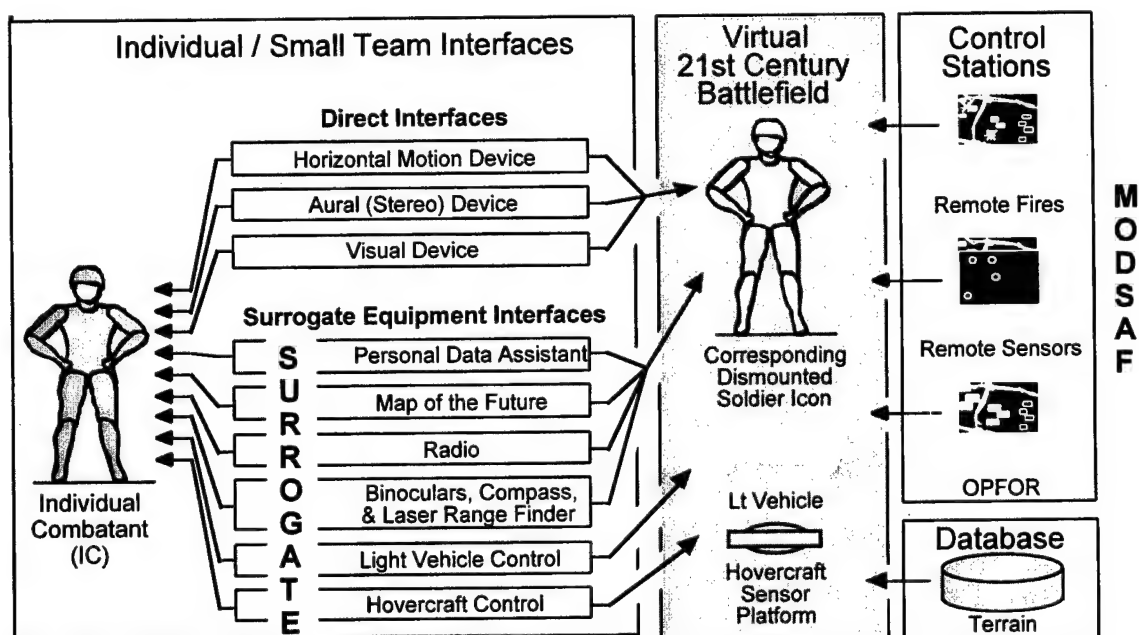 Individual / Small Team Interfaces
Direct Interfaces
Horizontal Motion Device
Aural (Stereo) Device
Visual Device
Surrogate Equipment Interfaces
SURROGATE
Personal Data Assistant
Map of the Future
Radio
Binoculars, Compass,
& Laser Range Finder
Light Vehicle Control
Hovercraft Control
Individual
Combatant
(IC)
Virtual
21st Century
Battlefield
Corresponding
Dismounted
Soldier Icon
Lt Vehicle
Hovercraft
Sensor
Platform
Control
Stations
Remote Fires
Remote Sensors
OPFOR
MODSAF
Database
Terrain